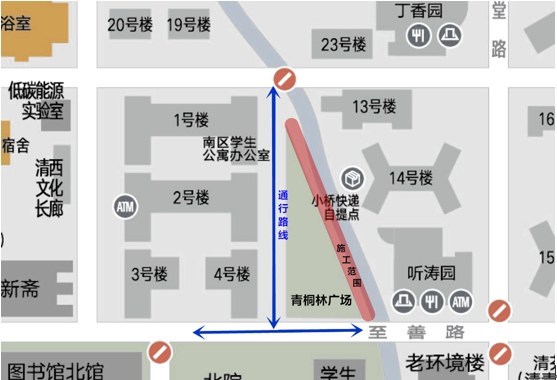 浴室
20号楼
19号楼
23号楼
丁香园
堂
路
低碳能源
实验室
宿舍
清西
文化
长廊
)
新斋
1号楼
南区学生
公寓办公室
ATM
2号楼
3号楼
4号楼
通行路线
13号楼
小桥快递
自提点
14号楼
施工范围
青桐林广场
听涛园
ATM
16
15
至善路
图书馆北馆
北院
学生
老环境楼
清芬
(清青